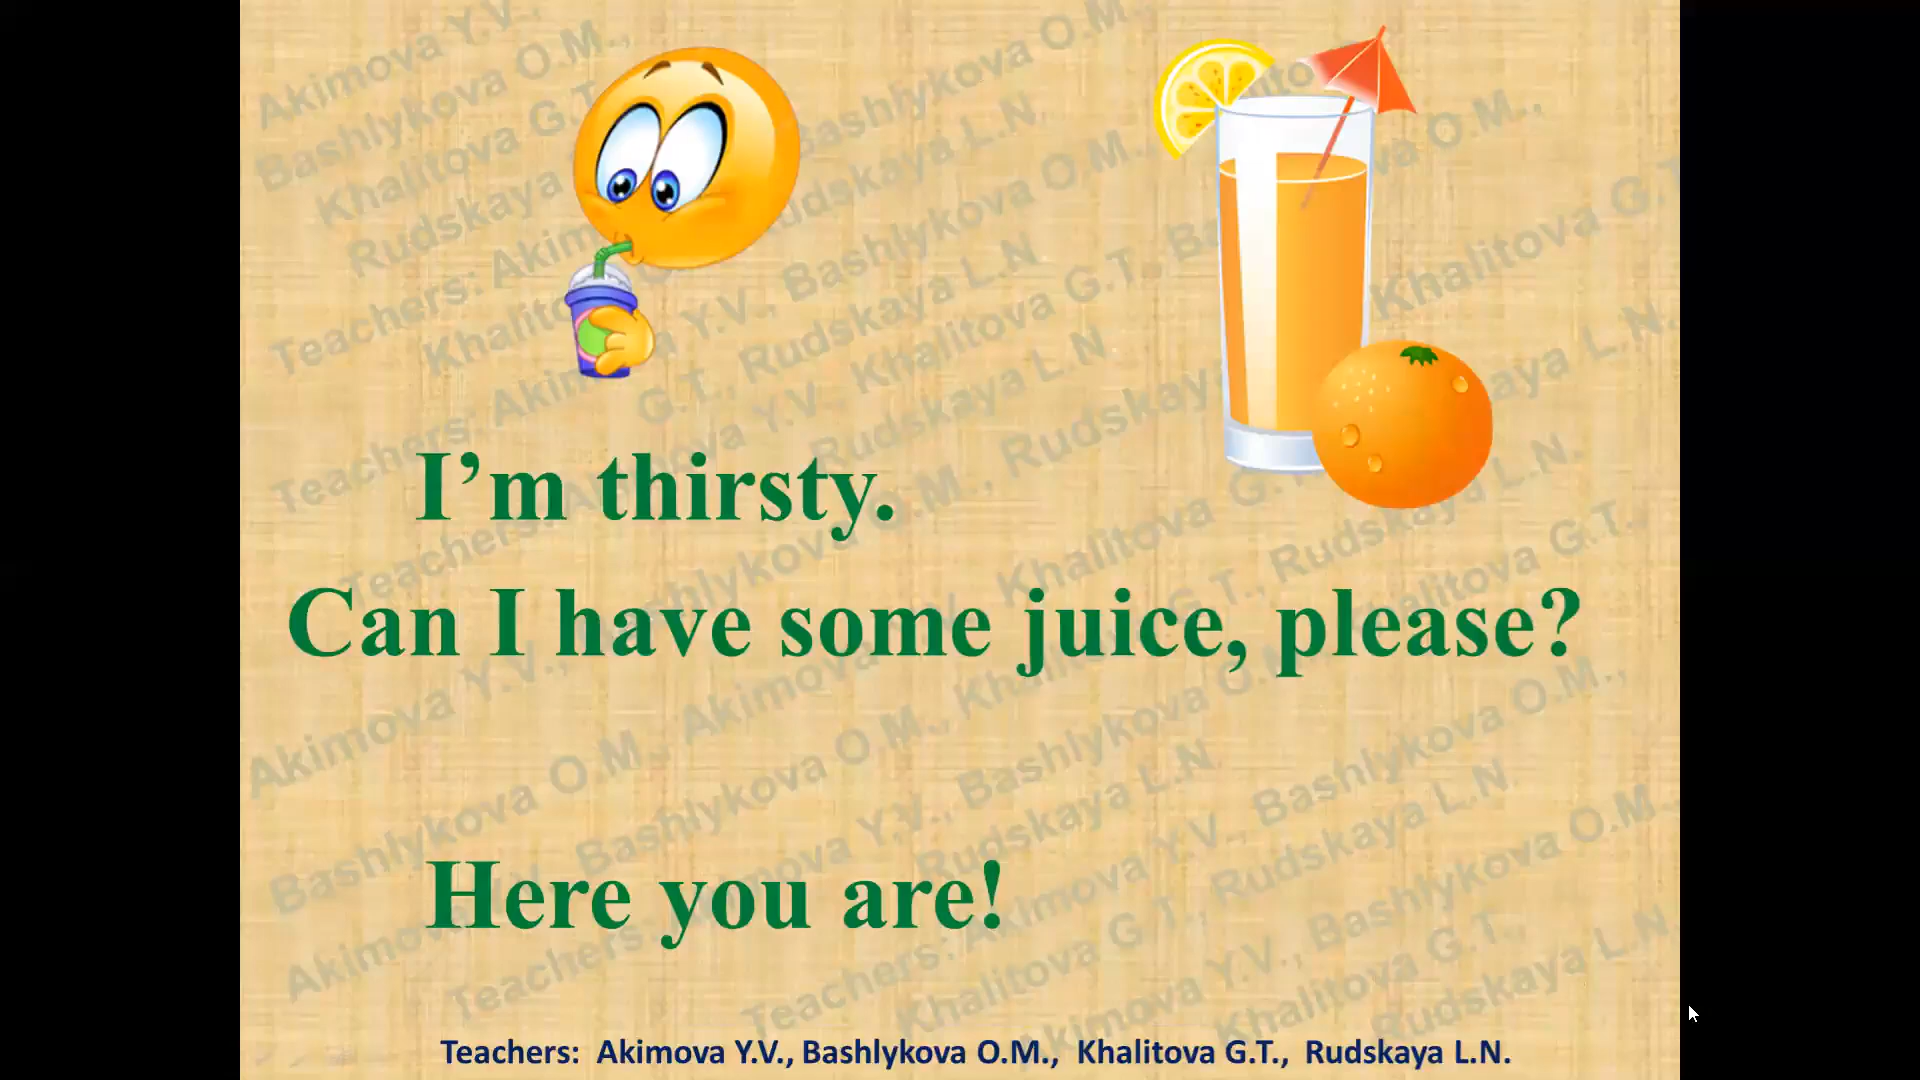 I’m thirsty.
Can I have some juice, please?
Here you are!
Teachers: Akimova Y.V., Bashlykova O.M., Khalitova G.T., Rudskaya L.N.